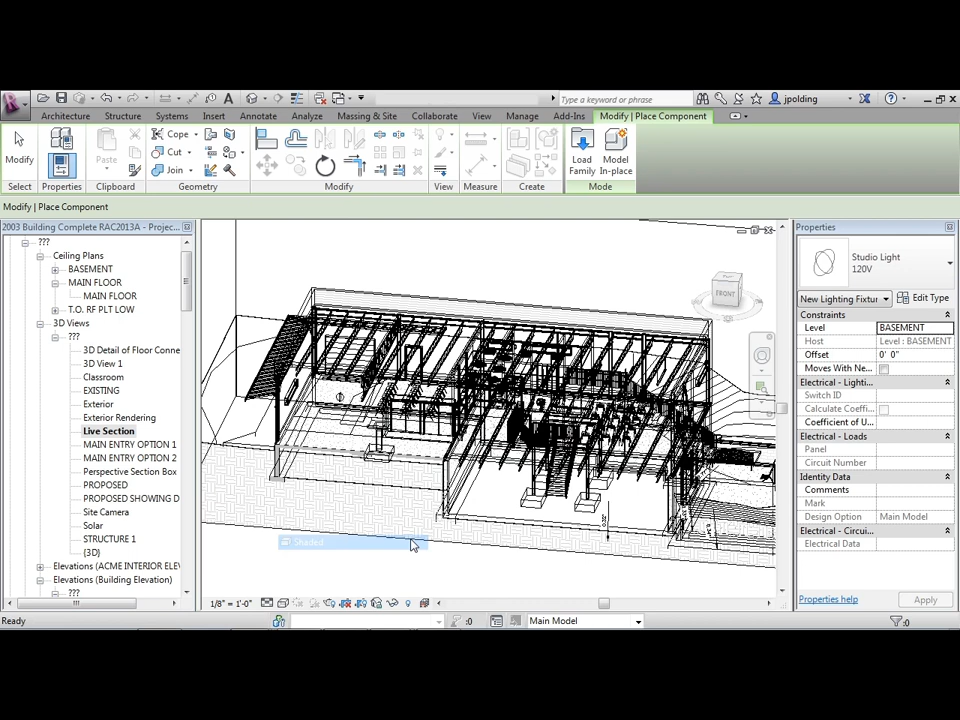 Type a keyword or phrase
jpolding
Architecture Structure Systems Insert Annotate Analyze Massing & Site Collaborate View Manage Add-Ins Modify | Place Component
Modify
Paste
Cope
Cut
Join
Load Family
Model In-place
Select Properties Clipboard Geometry Modify View Measure Create Mode
Modify | Place Component
2003 Building Complete RAC2013A - Projec...
???
Ceiling Plans
BASEMENT
MAIN FLOOR
MAIN FLOOR
T.O. RF PLT LOW
3D Views
???
3D Detail of Floor Conne
3D View 1
Classroom
EXISTING
Exterior
Exterior Rendering
Live Section
MAIN ENTRY OPTION 1
MAIN ENTRY OPTION 2
Perspective Section Box
PROPOSED
PROPOSED SHOWING D
Site Camera
Solar
STRUCTURE 1
{3D}
Elevations (ACME INTERIOR ELEV
Elevations (Building Elevation)
???
FRONT
Shaded
1/8" = 1'-0"
Properties
Studio Light
120V
New Lighting Fixtur
Edit Type
Constraints
Level BASEMENT
Host Level : BASEMENT
Offset 0' 0"
Moves With Ne...
Electrical - Lighti...
Switch ID
Calculate Coeffi...
Coefficient of U...
Electrical - Loads
Panel
Circuit Number
Identity Data
Comments
Mark
Design Option Main Model
Electrical - Circui...
Electrical Data
Properties help
Apply
Ready
:0
Main Model
:0